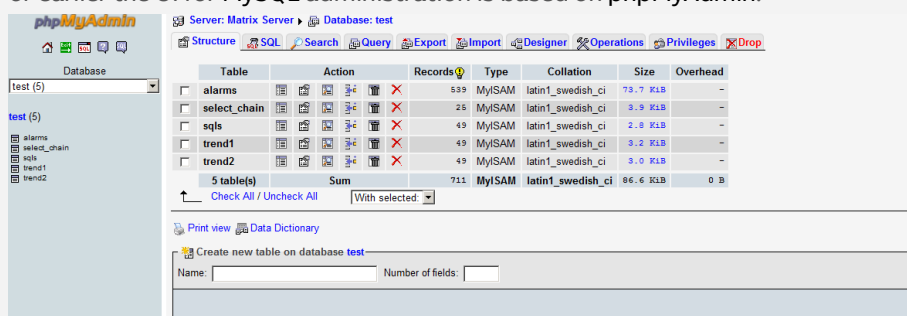 or earlier the s.w. for MySQL administration is based on phpMyAdmin.
phpMyAdmin
Server: Matrix Server ▸ Database: test
Structure SQL Search Query Export Import Designer Operations Privileges Drop
Database
test (5)
test (5)
alarms
select_chain
sqls
trend1
trend2
Table Action Records Type Collation Size Overhead
alarms 539 MyISAM latin1_swedish_ci 73.7 KiB -
select_chain 25 MyISAM latin1_swedish_ci 3.9 KiB -
sqls 49 MyISAM latin1_swedish_ci 2.8 KiB -
trend1 49 MyISAM latin1_swedish_ci 3.2 KiB -
trend2 49 MyISAM latin1_swedish_ci 3.0 KiB -
5 table(s) Sum 711 MyISAM latin1_swedish_ci 86.6 KiB 0 B
Check All / Uncheck All With selected:
Print view Data Dictionary
Create new table on database test
Name: Number of fields: